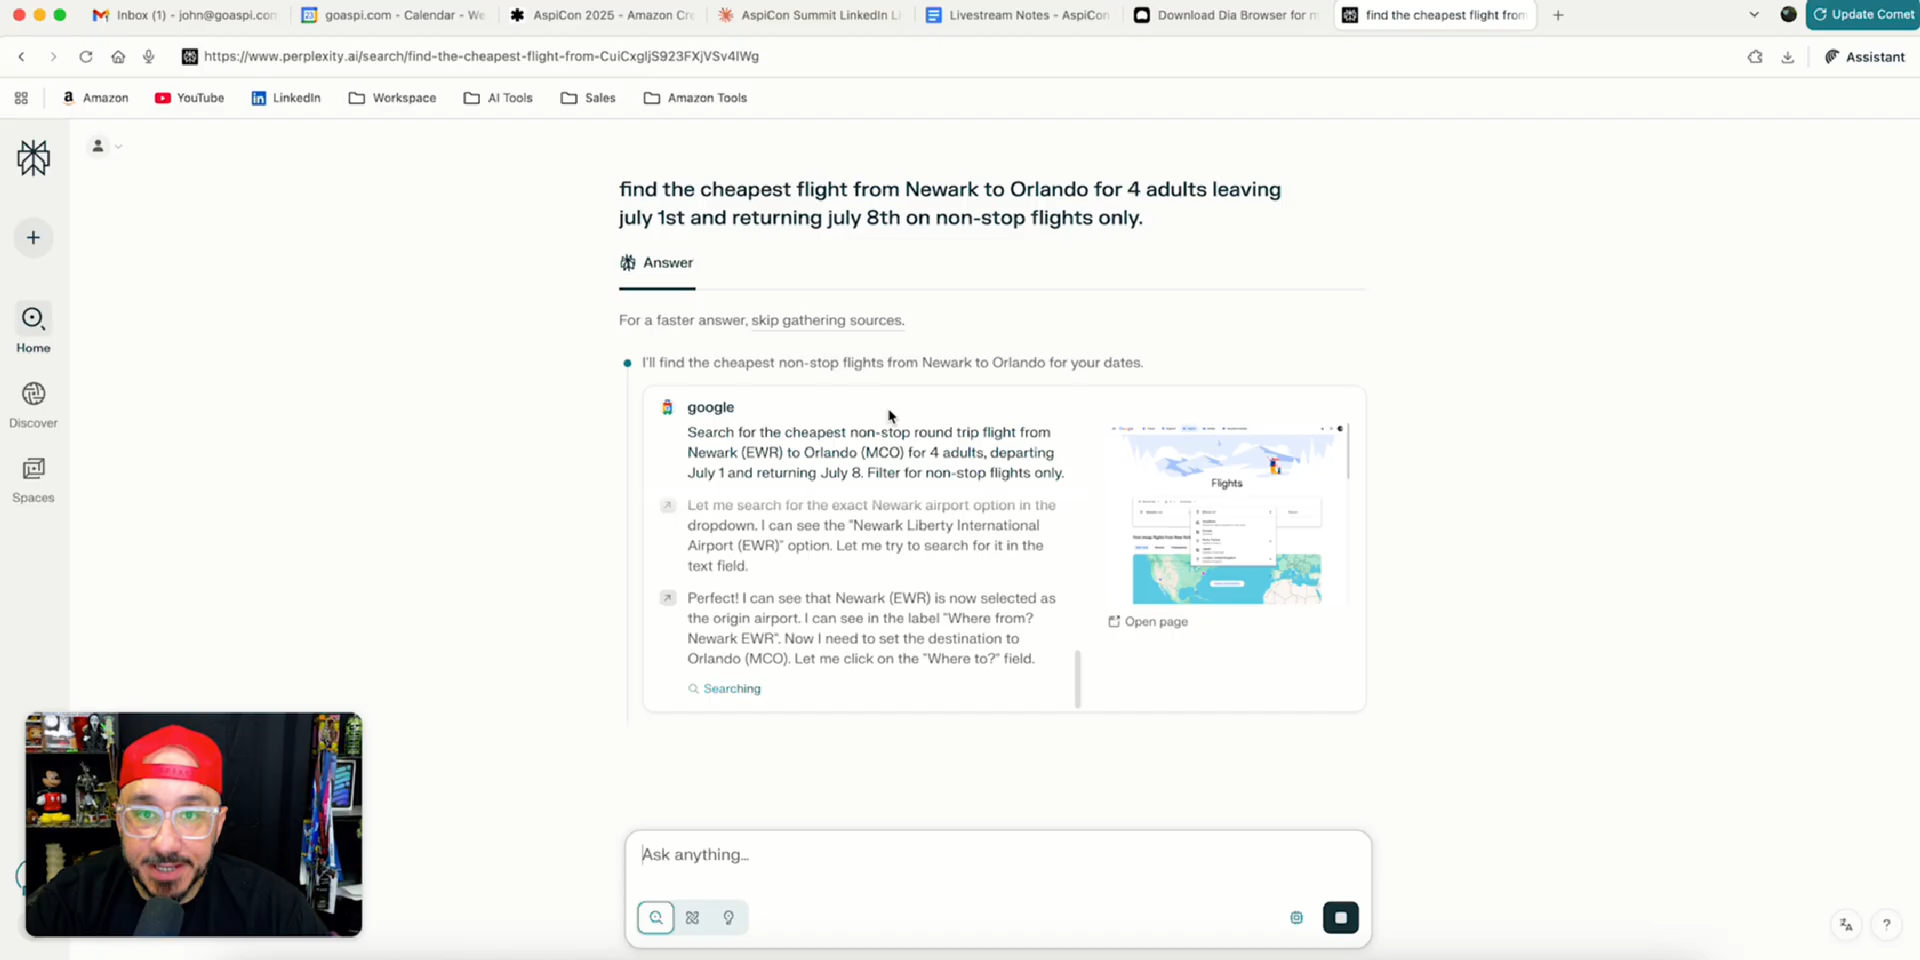 Inbox (1) - john@goaspi.con
goaspi.com - Calendar - We
AspiCon 2025 - Amazon Cre
AspiCon Summit LinkedIn Li
Livestream Notes - AspiCon
Download Dia Browser for m
find the cheapest flight from
Update Comet
https://www.perplexity.ai/search/find-the-cheapest-flight-from-CuiCxgljS923FXjVSv4lWg
Assistant
Amazon
YouTube
LinkedIn
Workspace
AI Tools
Sales
Amazon Tools
find the cheapest flight from Newark to Orlando for 4 adults leaving
july 1st and returning july 8th on non-stop flights only.
Answer
For a faster answer, skip gathering sources.
I'll find the cheapest non-stop flights from Newark to Orlando for your dates.
google
Search for the cheapest non-stop round trip flight from
Newark (EWR) to Orlando (MCO) for 4 adults, departing
July 1 and returning July 8. Filter for non-stop flights only.
Let me search for the exact Newark airport option in the
dropdown. I can see the "Newark Liberty International
Airport (EWR)" option. Let me try to search for it in the
text field.
Perfect! I can see that Newark (EWR) is now selected as
the origin airport. I can see in the label "Where from?
Newark EWR". Now I need to set the destination to
Orlando (MCO). Let me click on the "Where to?" field.
Searching
Flights
Open page
Home
Discover
Spaces
Ask anything...